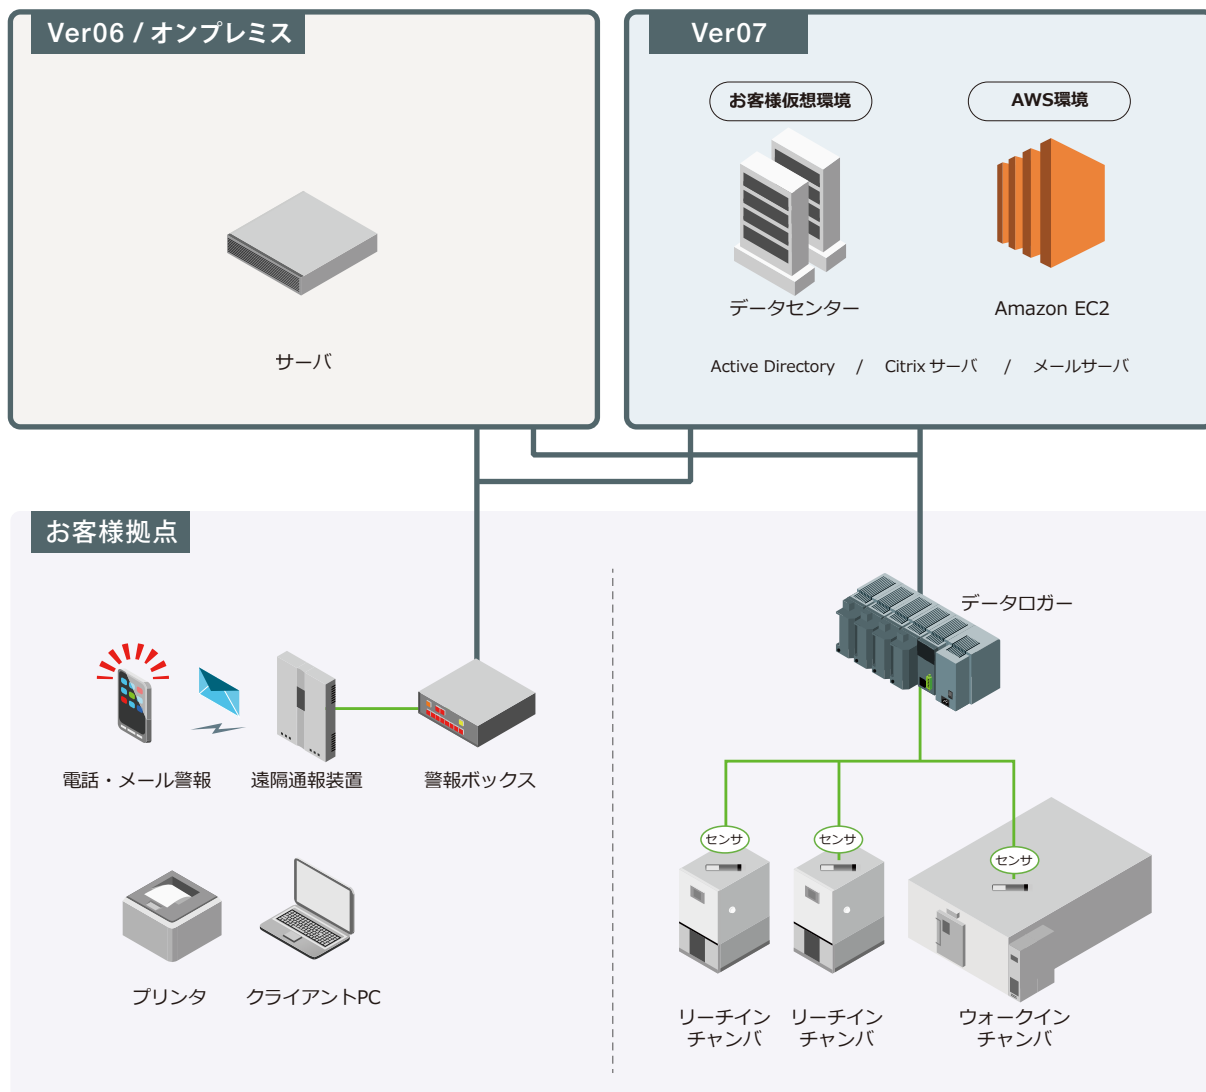 Ver06 / オンプレミス
サーバ
Ver07
お客様仮想環境
AWS環境
データセンター
Amazon EC2
Active Directory / Citrix サーバ / メールサーバ
お客様拠点
電話・メール警報
遠隔通報装置
警報ボックス
プリンタ
クライアントPC
データロガー
センサ
センサ
センサ
リーチイン
チャンバ
リーチイン
チャンバ
ウォークイン
チャンバ